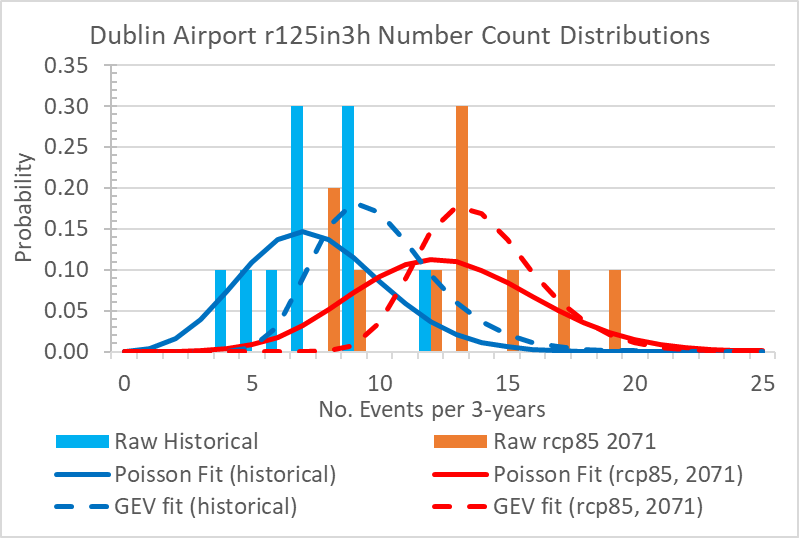 Dublin Airport r125in3h Number Count Distributions
0.35
0.30
0.25
0.20
0.15
0.10
0.05
0.00
Probability
0 5 10 15 20 25
No. Events per 3-years
Raw Historical Raw rcp85 2071
Poisson Fit (historical) Poisson Fit (rcp85, 2071)
GEV fit (historical) GEV fit (rcp85, 2071)